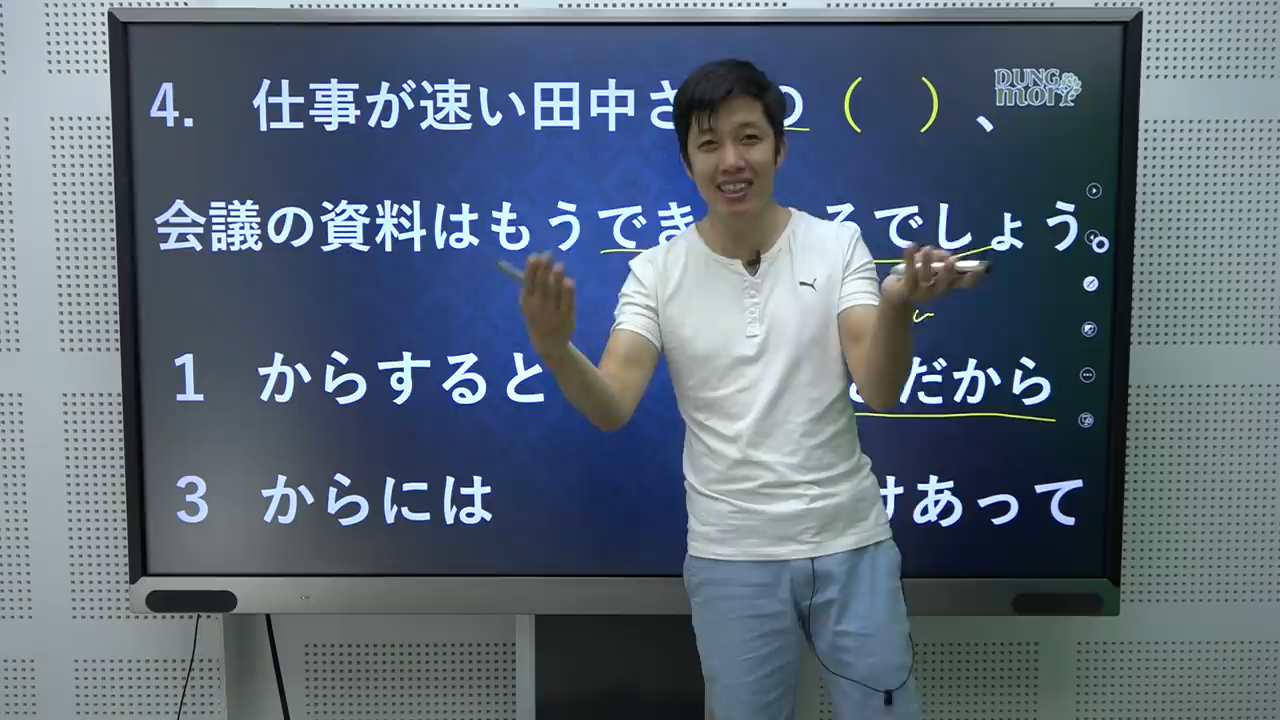 4. 仕事が速い田中さ の（ ）、
DUNG mori
会議の資料はもうでき るでしょう。
1 からすると
だから
3 からには
けあって